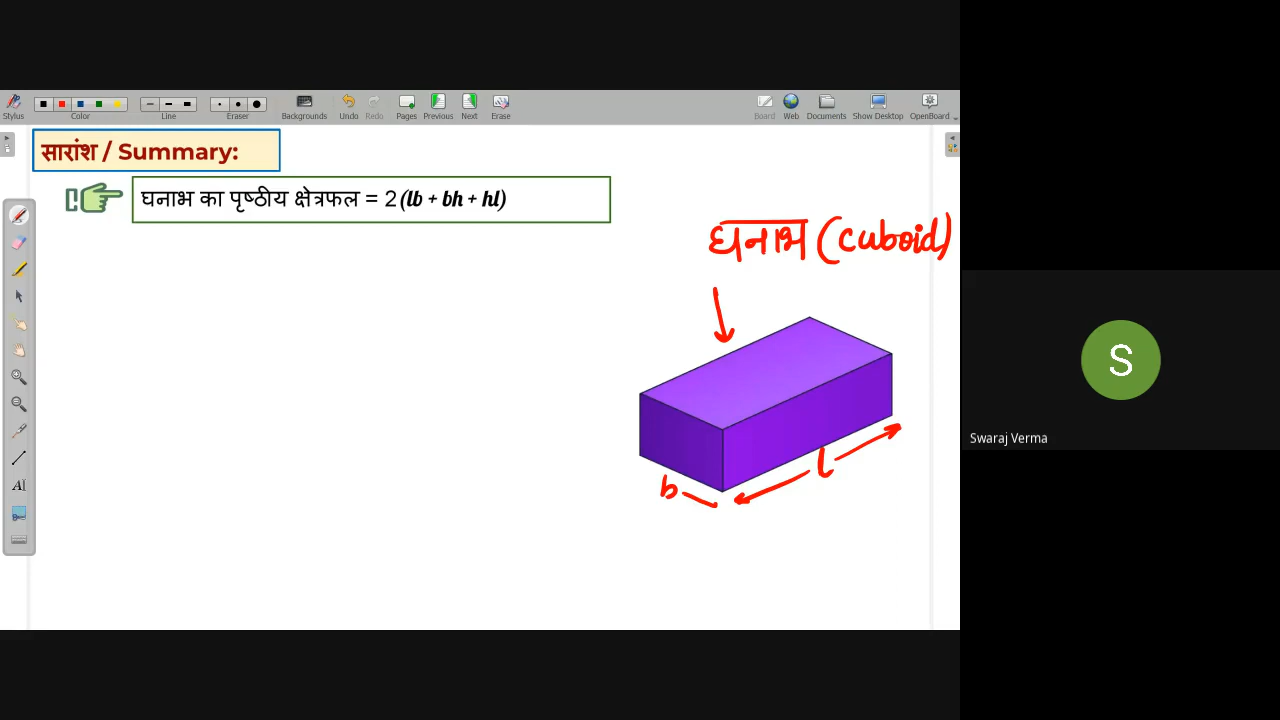 Stylus
Color
Line
Eraser
Backgrounds
Undo
Redo
Pages
Previous
Next
Erase
Board
Web
Documents
Show Desktop
OpenBoard
सारांश / Summary:
घनाभ का पृष्ठीय क्षेत्रफल = 2(lb + bh + hl)
घनाभ (cuboid)
b
l
S
Swaraj Verma